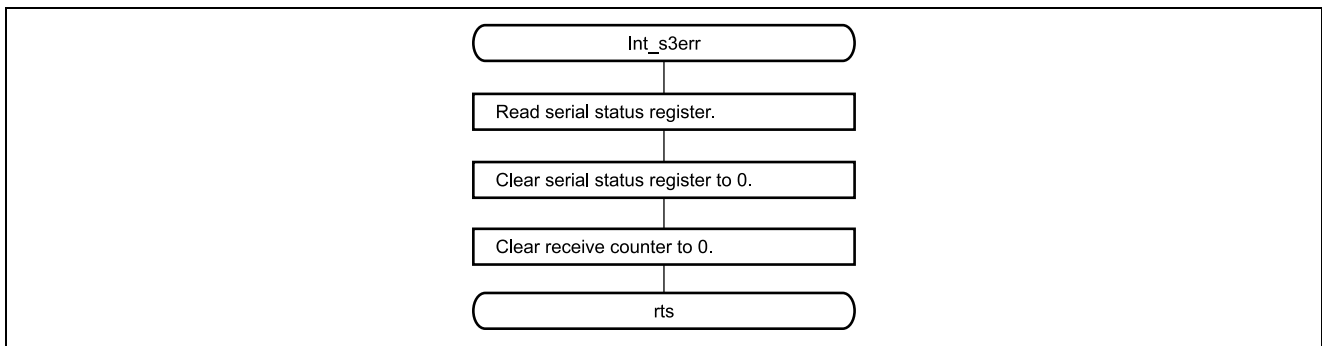 Int_s3err
Read serial status register.
Clear serial status register to 0.
Clear receive counter to 0.
rts